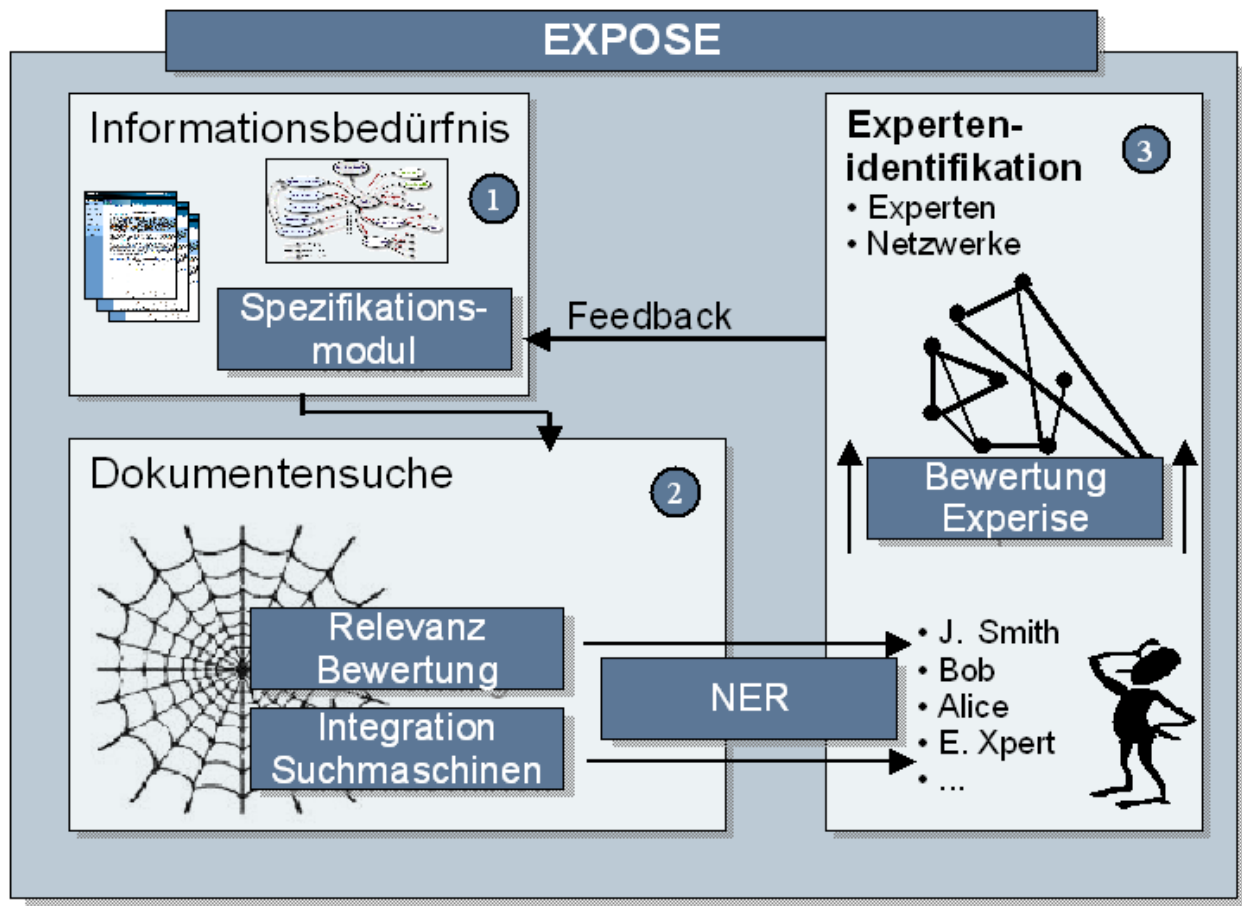 EXPOSE
Informationsbedürfnis
1
Spezifikations-
modul
Feedback
Dokumentensuche
2
Relevanz
Bewertung
Integration
Suchmaschinen
NER
Experten-
identifikation
3
• Experten
• Netzwerke
Bewertung
Experise
• J. Smith
• Bob
• Alice
• E. Xpert
• ...